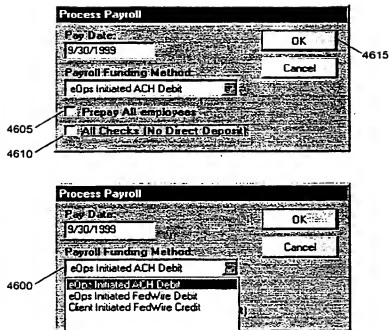 Process Payroll
Pay Date:
9/30/1999
OK
4615
Cancel
Payroll Funding Method:
eOps Initiated ACH Debit
4605
Prepay All employees
4610
All Checks (No Direct Deposit)
Process Payroll
Pay Date:
9/30/1999
OK
Cancel
Payroll Funding Method:
4600
eOps Initiated ACH Debit
eOps Initiated ACH Debit
eOps Initiated FedWire Debit
Client Initiated FedWire Credit